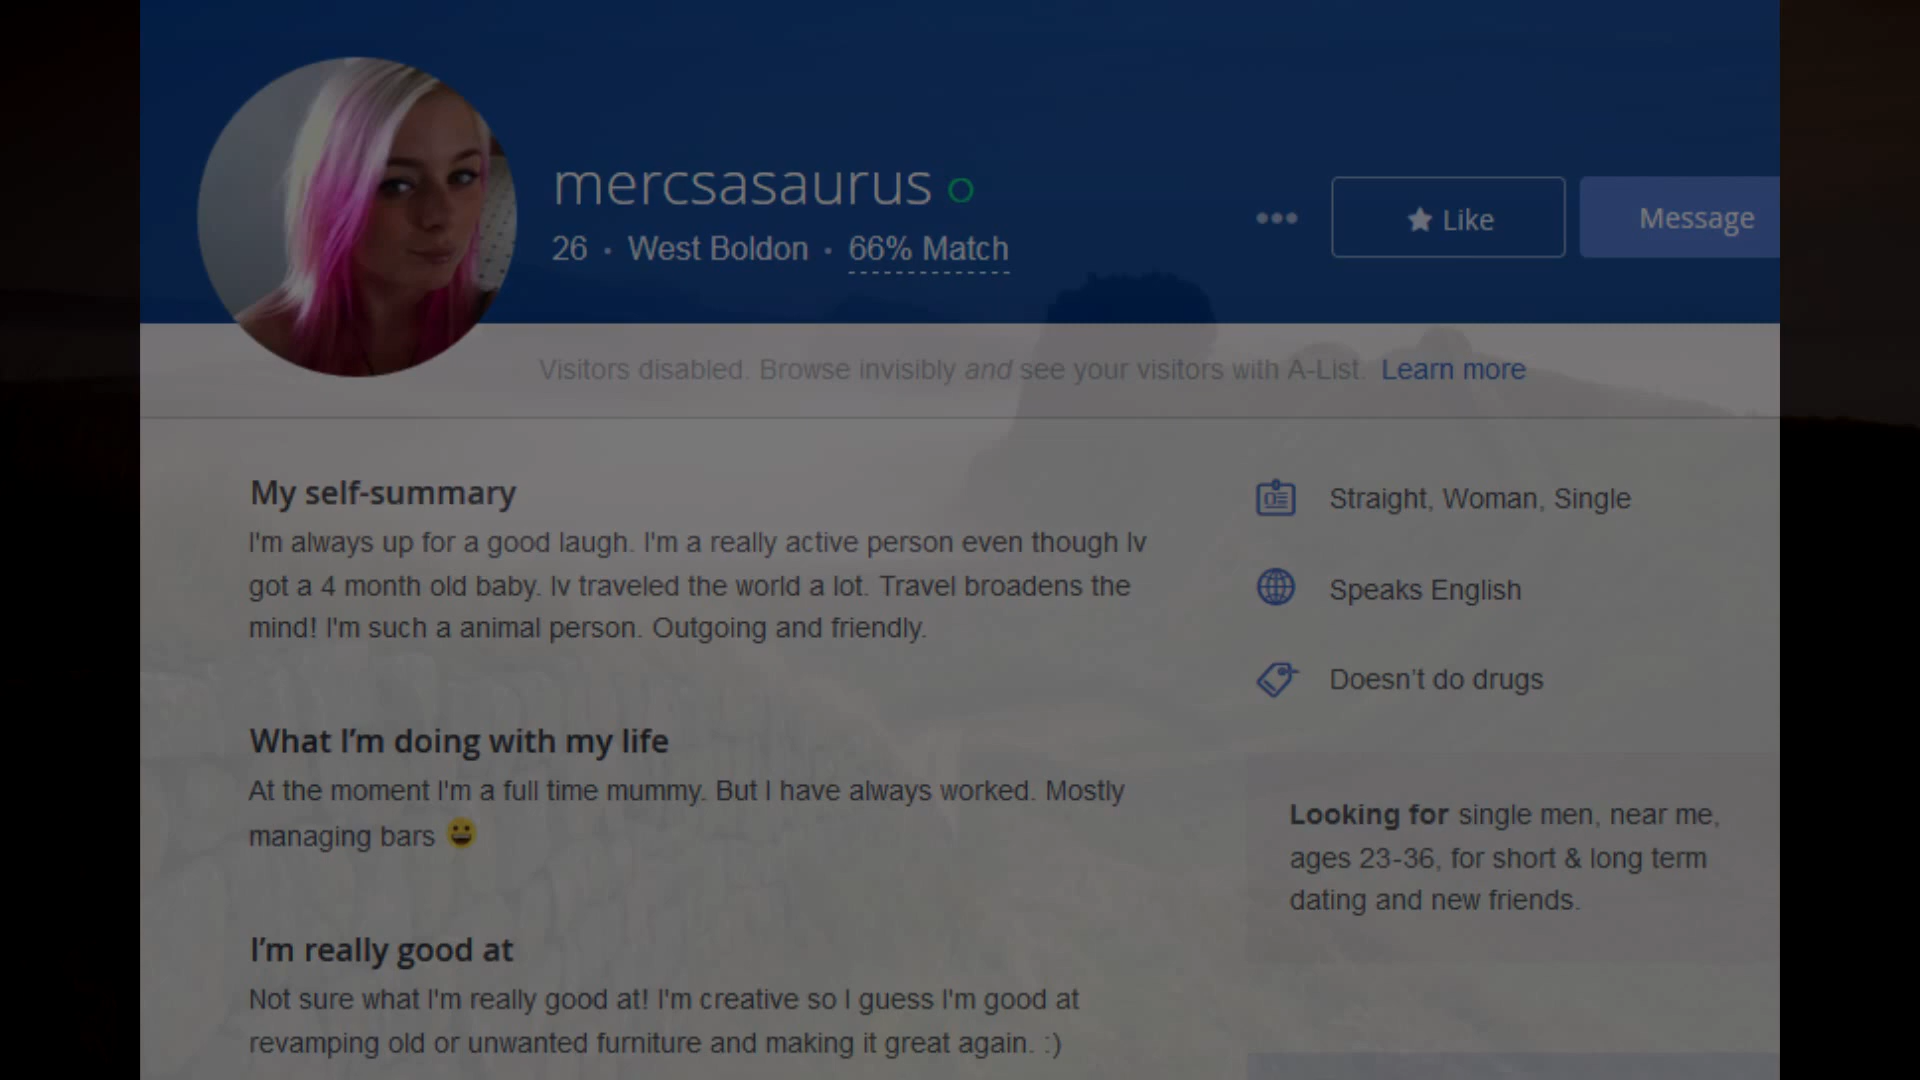 mercsasaurus
26 · West Boldon · 66% Match
••• ★ Like Message
Visitors disabled. Browse invisibly and see your visitors with A-List. Learn more
My self-summary
I'm always up for a good laugh. I'm a really active person even though Iv
got a 4 month old baby. Iv traveled the world a lot. Travel broadens the
mind! I'm such a animal person. Outgoing and friendly.
What I’m doing with my life
At the moment I'm a full time mummy. But I have always worked. Mostly
managing bars 😀
I’m really good at
Not sure what I'm really good at! I'm creative so I guess I'm good at
revamping old or unwanted furniture and making it great again. :)
Straight, Woman, Single
Speaks English
Doesn’t do drugs
Looking for single men, near me,
ages 23-36, for short & long term
dating and new friends.